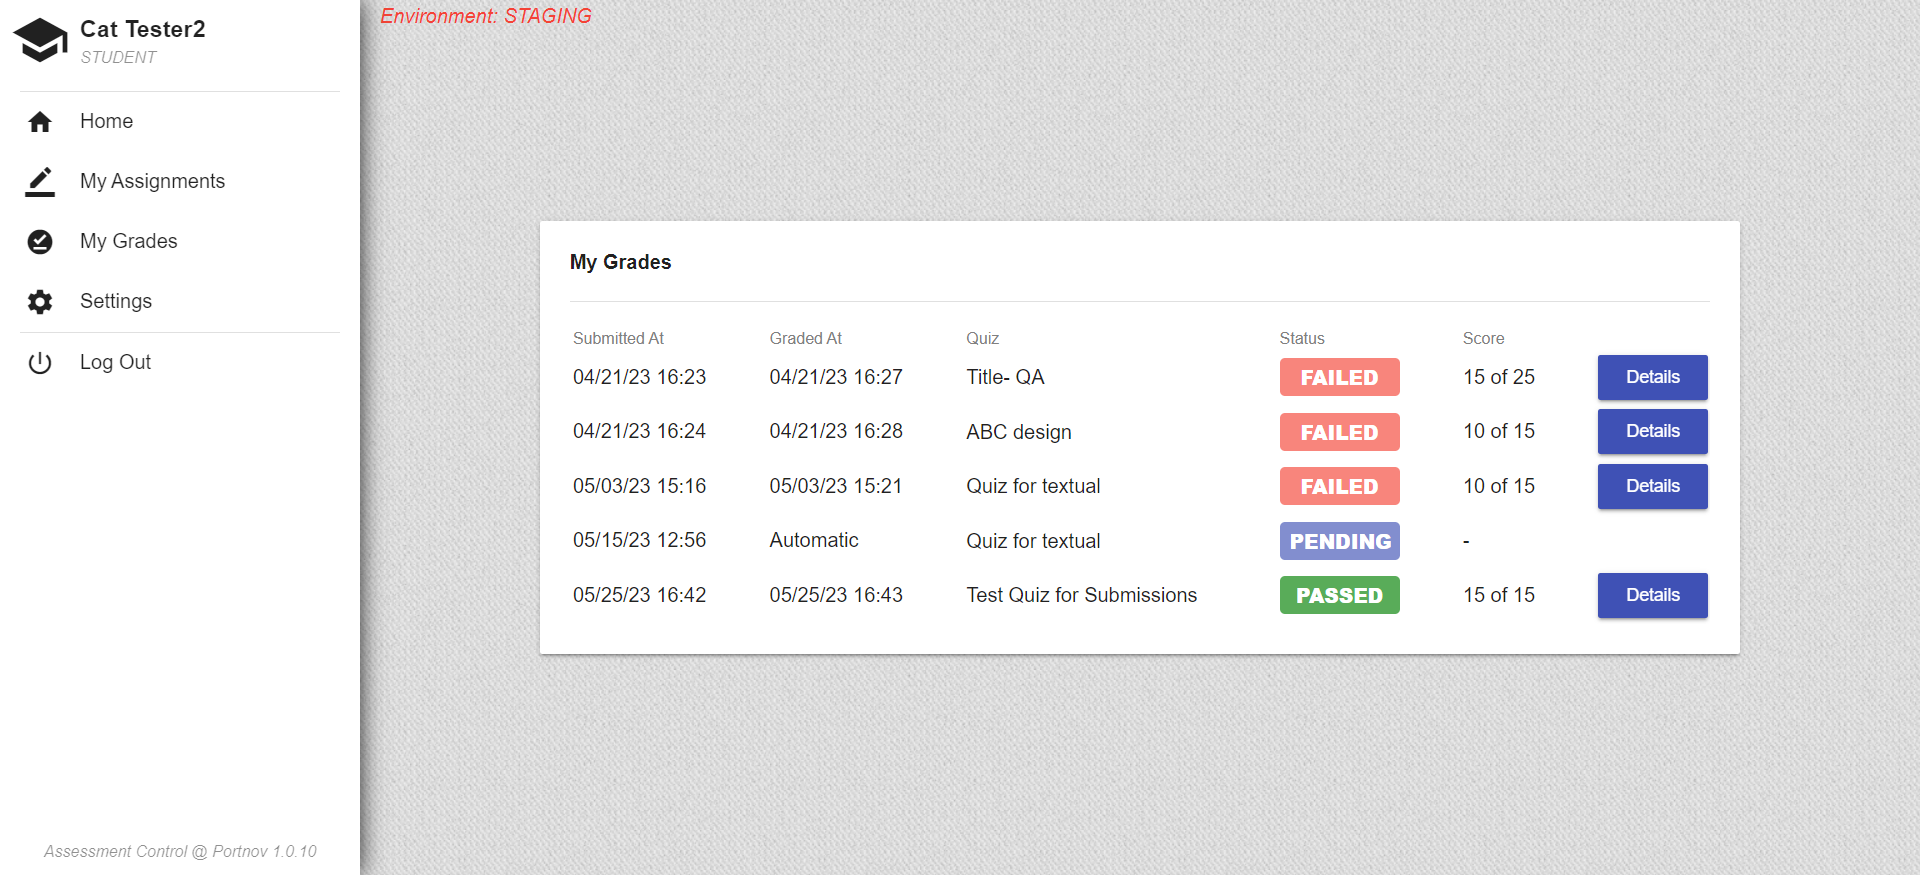 Cat Tester2
STUDENT
Home
My Assignments
My Grades
Settings
Log Out
Assessment Control @ Portnov 1.0.10
Environment: STAGING
My Grades
Submitted At Graded At Quiz Status Score
04/21/23 16:23 04/21/23 16:27 Title- QA FAILED 15 of 25 Details
04/21/23 16:24 04/21/23 16:28 ABC design FAILED 10 of 15 Details
05/03/23 15:16 05/03/23 15:21 Quiz for textual FAILED 10 of 15 Details
05/15/23 12:56 Automatic Quiz for textual PENDING -
05/25/23 16:42 05/25/23 16:43 Test Quiz for Submissions PASSED 15 of 15 Details